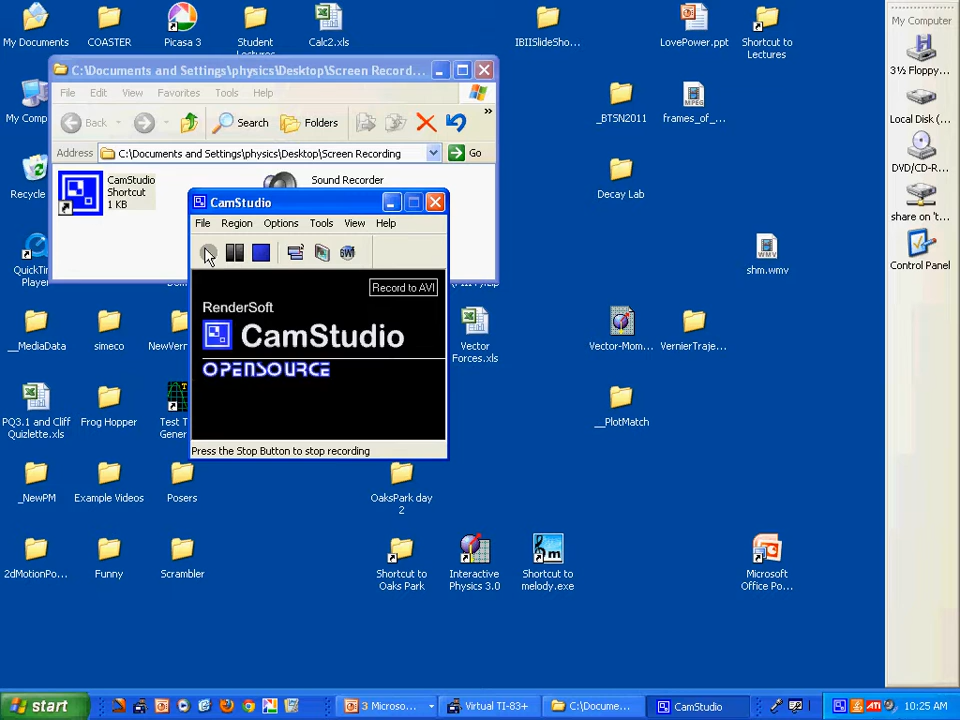 My Documents
COASTER
Picasa 3
Student
Calc2.xls
IBIISlideSho...
LovePower.ppt
Shortcut to
Lectures
My Computer
3½ Floppy...
Local Disk (...
DVD/CD-R...
share on 't...
Control Panel
C:\Documents and Settings\physics\Desktop\Screen Record...
File Edit View Favorites Tools Help
Back Search Folders
Address C:\Documents and Settings\physics\Desktop\Screen Recording Go
CamStudio
Shortcut
1 KB
Sound Recorder
My Comp
Recycle
_BTSN2011
frames_of_...
Decay Lab
CamStudio
File Region Options Tools View Help
Record to AVI
RenderSoft
CamStudio
OPENSOURCE
Press the Stop Button to stop recording
QuickTim
Player
shm.wmv
__MediaData
simeco
NewVern
Vector
Forces.xls
Vector-Mom...
VernierTraje...
PQ3.1 and Cliff
Quizlette.xls
Frog Hopper
Test T
Gener
__PlotMatch
_NewPM
Example Videos
Posers
OaksPark day
2
2dMotionPo...
Funny
Scrambler
Shortcut to
Oaks Park
Interactive
Physics 3.0
Shortcut to
melody.exe
Microsoft
Office Po...
start
3 Microso...
Virtual TI-83+
C:\Docume...
CamStudio
10:25 AM